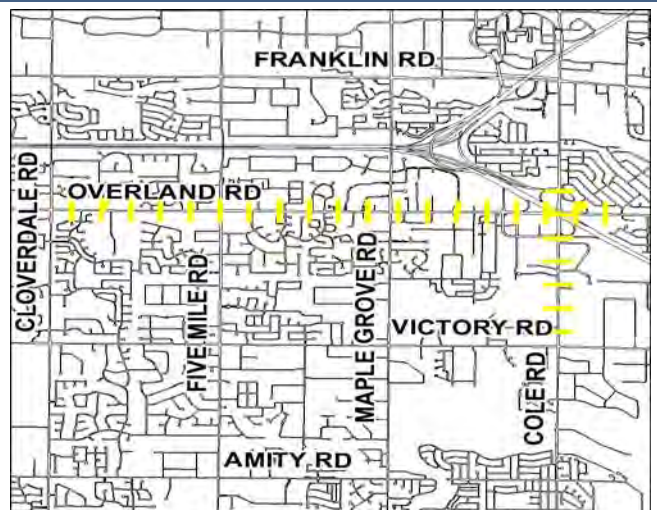 FRANKLIN RD
OVERLAND RD
CLOVERDALE RD
FIVE MILE RD
MAPLE GROVE RD
VICTORY RD
COLE RD
AMITY RD